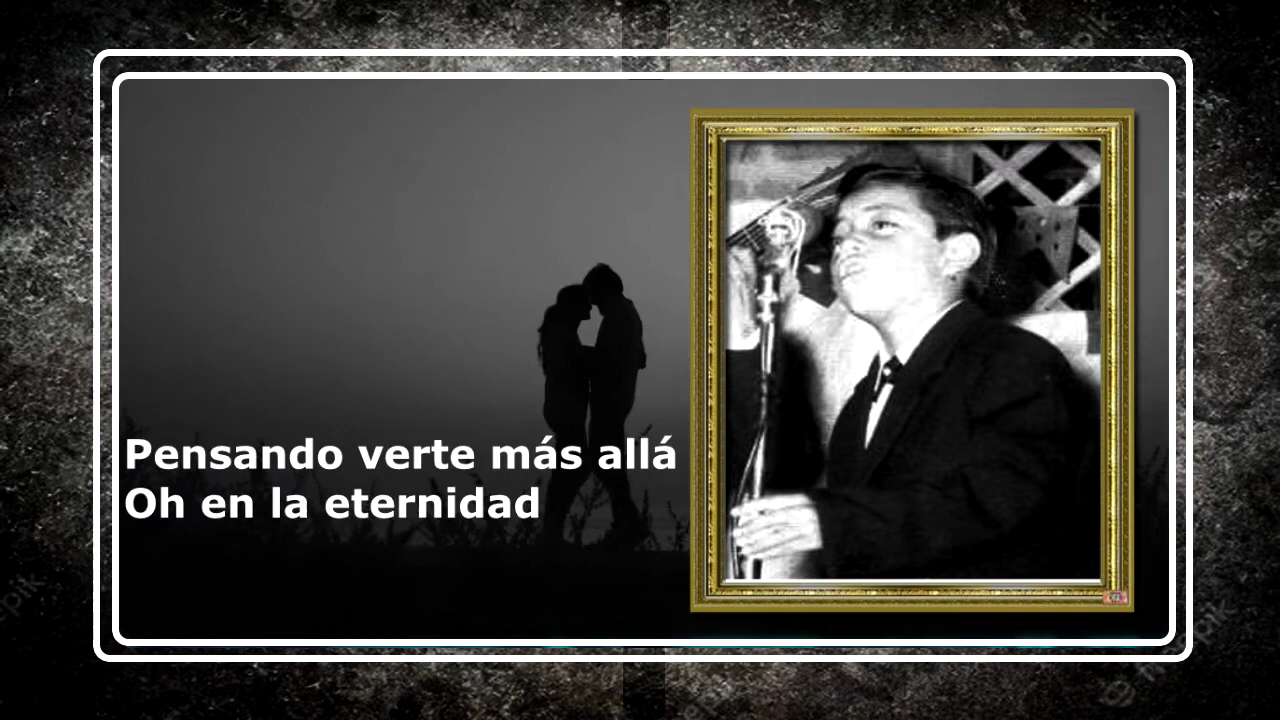 Pensando verte más allá
Oh en la eternidad